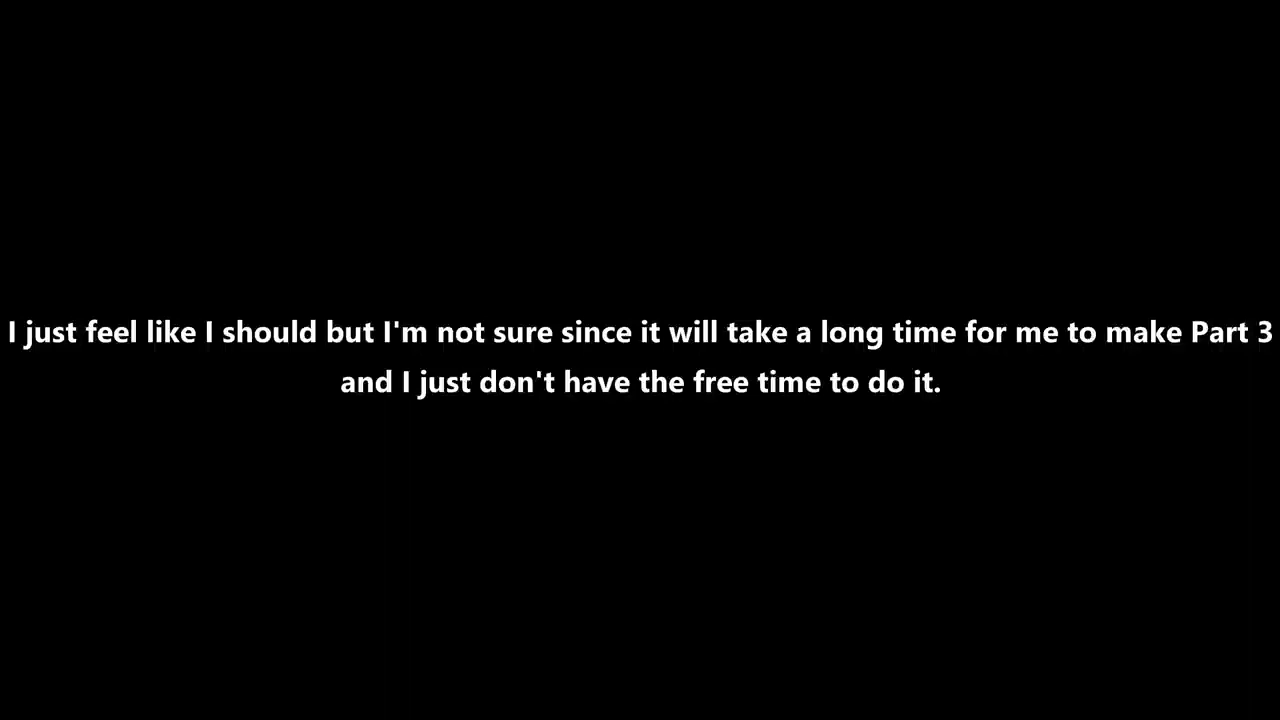 I just feel like I should but I'm not sure since it will take a long time for me to make Part 3
and I just don't have the free time to do it.